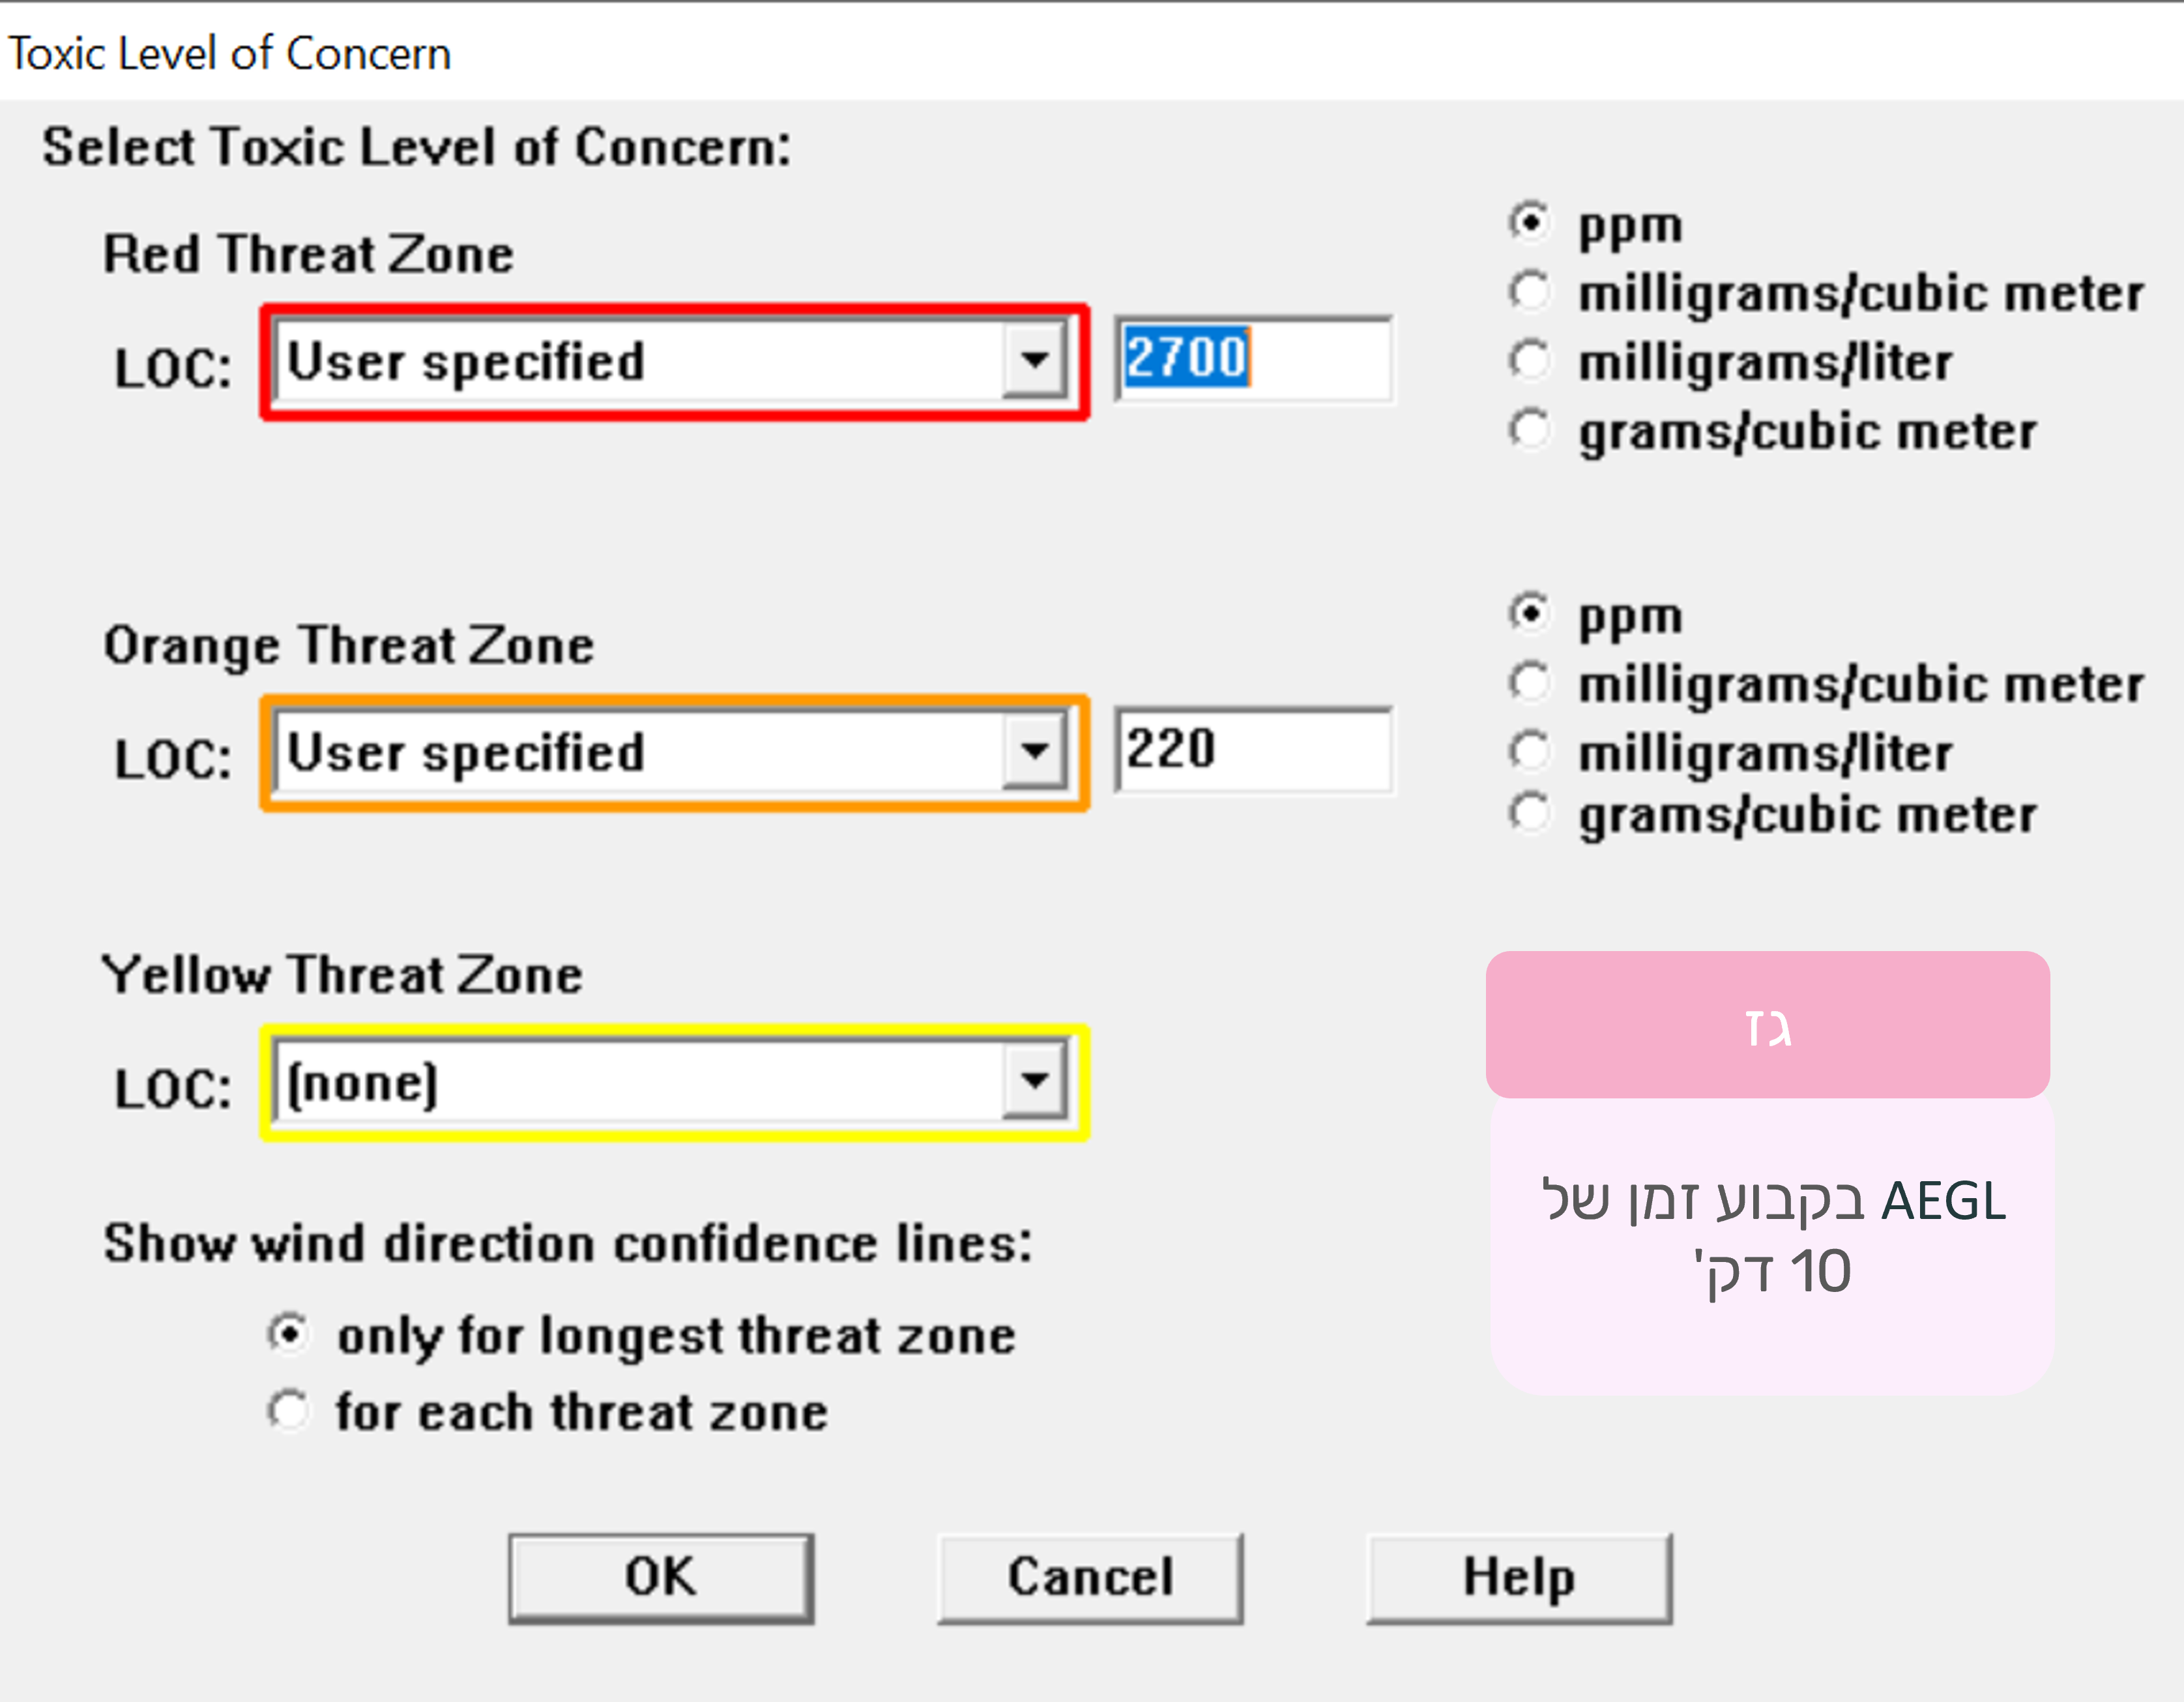 Toxic Level of Concern
Select Toxic Level of Concern:
Red Threat Zone
LOC: User specified 2700
ppm
milligrams/cubic meter
milligrams/liter
grams/cubic meter
Orange Threat Zone
LOC: User specified 220
ppm
milligrams/cubic meter
milligrams/liter
grams/cubic meter
Yellow Threat Zone
LOC: (none)
גז
AEGL בקבוע זמן של
10 דק'
Show wind direction confidence lines:
only for longest threat zone
for each threat zone
OK Cancel Help